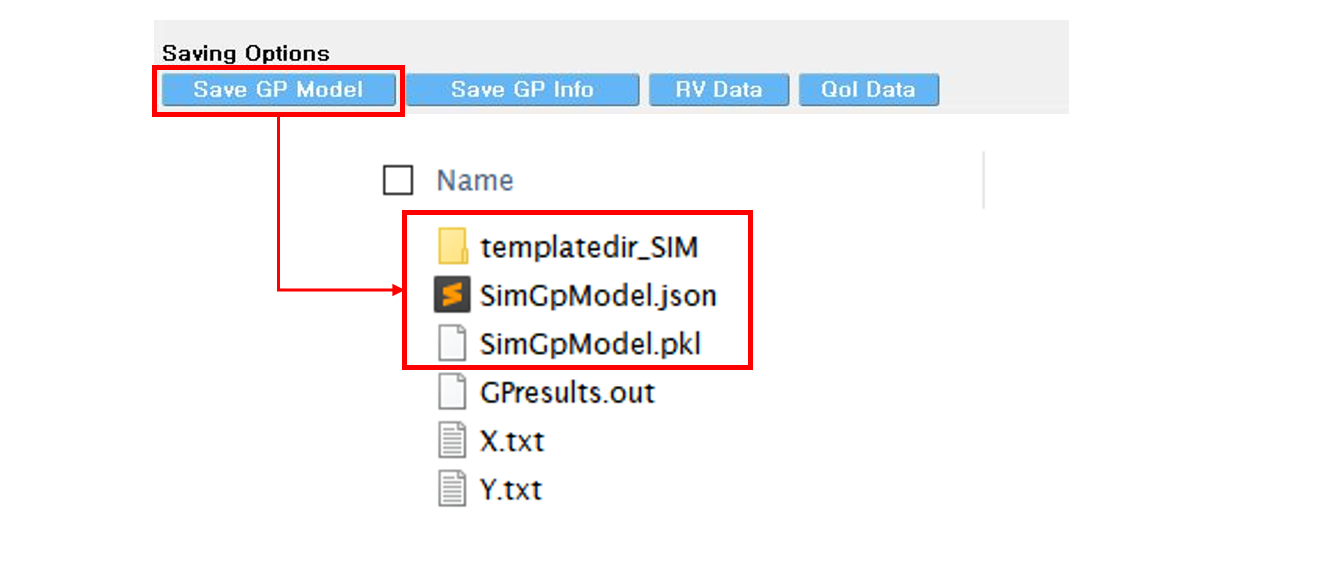 Saving Options
Save GP Model Save GP Info RV Data QoI Data
Name
templatedir_SIM
SimGpModel.json
SimGpModel.pkl
GPresults.out
X.txt
Y.txt